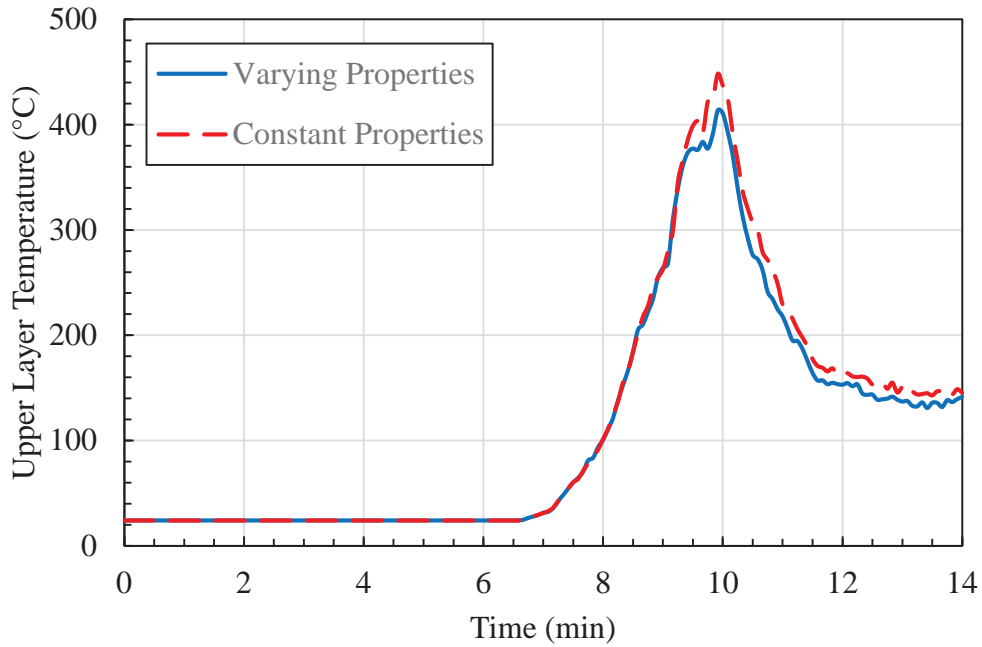 500
400
300
200
100
0
Upper Layer Temperature (°C)
Varying Properties
Constant Properties
0 2 4 6 8 10 12 14
Time (min)